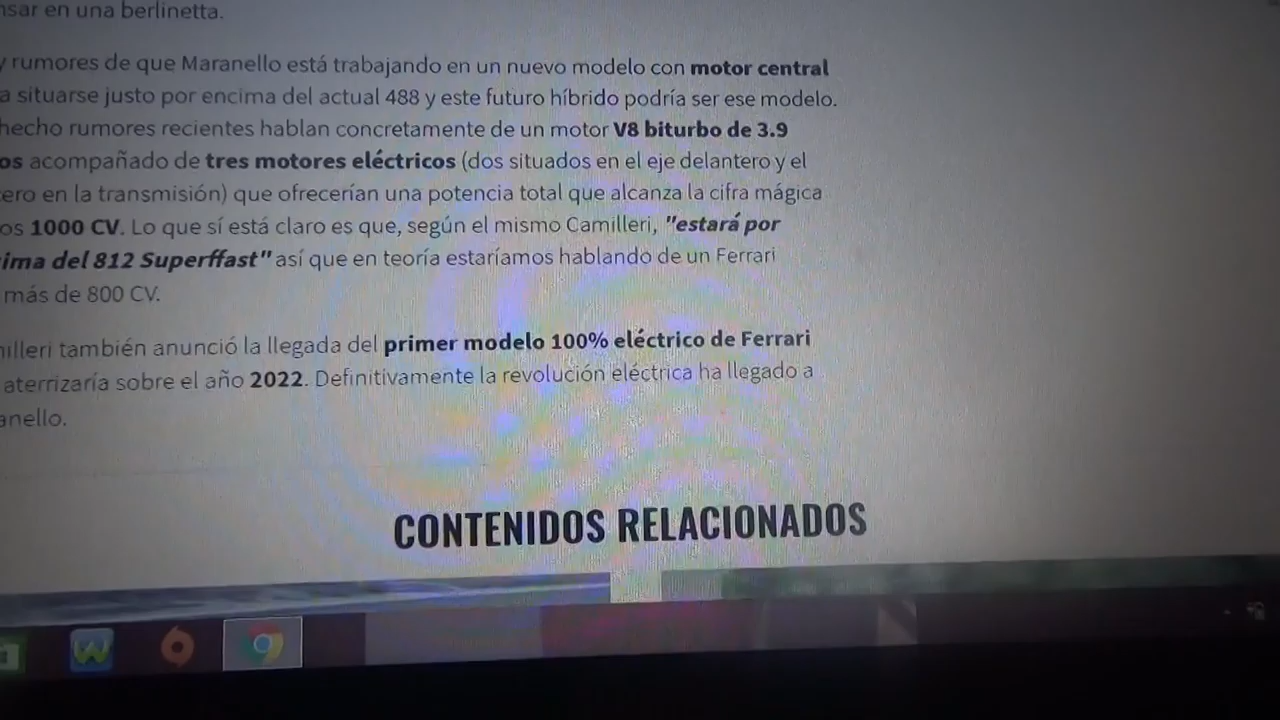 nsar en una berlinetta.
y rumores de que Maranello está trabajando en un nuevo modelo con motor central
a situarse justo por encima del actual 488 y este futuro híbrido podría ser ese modelo.
hecho rumores recientes hablan concretamente de un motor V8 biturbo de 3.9
os acompañado de tres motores eléctricos (dos situados en el eje delantero y el
cero en la transmisión) que ofrecerían una potencia total que alcanza la cifra mágica
os 1000 CV. Lo que sí está claro es que, según el mismo Camilleri, "estará por
ima del 812 Superffast" así que en teoría estaríamos hablando de un Ferrari
más de 800 CV.
nilleri también anunció la llegada del primer modelo 100% eléctrico de Ferrari
aterrizaría sobre el año 2022. Definitivamente la revolución eléctrica ha llegado a
anello.
CONTENIDOS RELACIONADOS